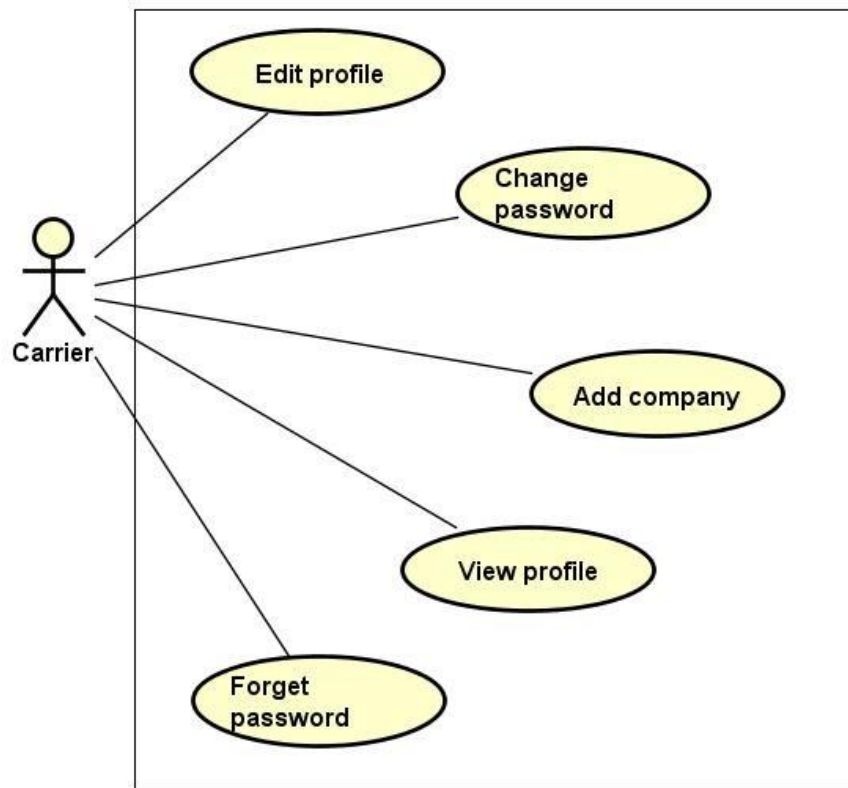 Edit profile
Change
password
Carrier
Add company
View profile
Forget
password